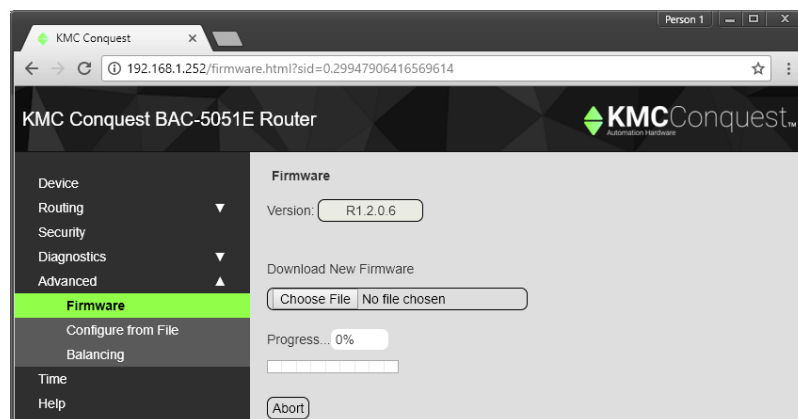 Person 1
KMC Conquest
192.168.1.252/firmware.html?sid=0.29947906416569614
KMC Conquest BAC-5051E Router
KMCConquest™
Automation Hardware
Device
Routing ▼
Security
Diagnostics ▼
Advanced ▲
Firmware
Configure from File
Balancing
Time
Help
Firmware
Version: R1.2.0.6
Download New Firmware
Choose File No file chosen
Progress... 0%
Abort